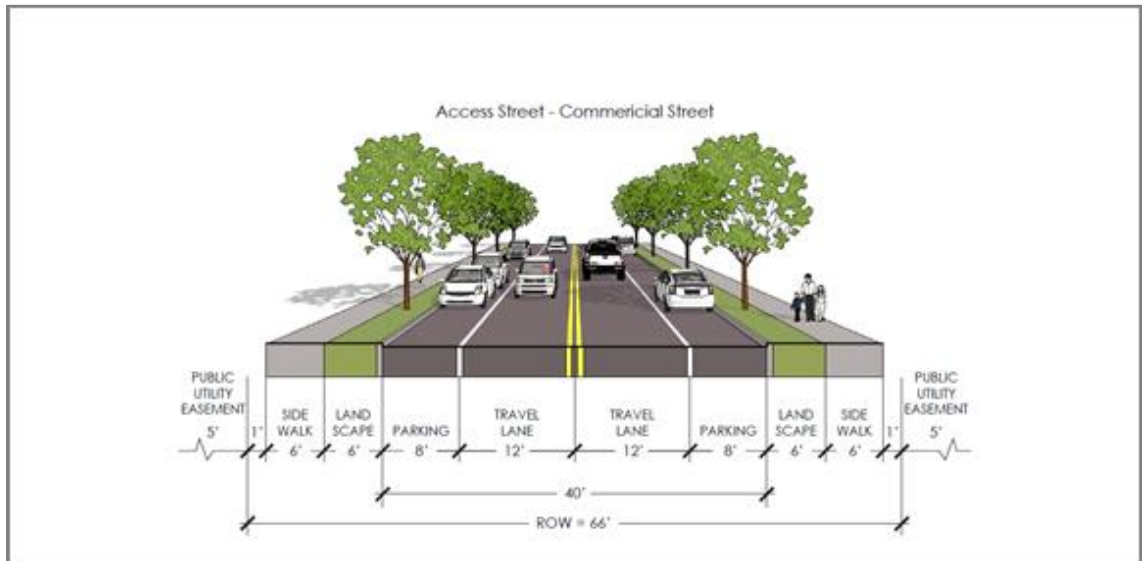 Access Street - Commericial Street
PUBLIC
UTILITY
EASEMENT
5'
1'
SIDE
WALK
6'
LAND
SCAPE
6'
PARKING
8'
TRAVEL
LANE
12'
TRAVEL
LANE
12'
PARKING
8'
LAND
SCAPE
6'
SIDE
WALK
6'
1'
PUBLIC
UTILITY
EASEMENT
5'
40'
ROW = 66'